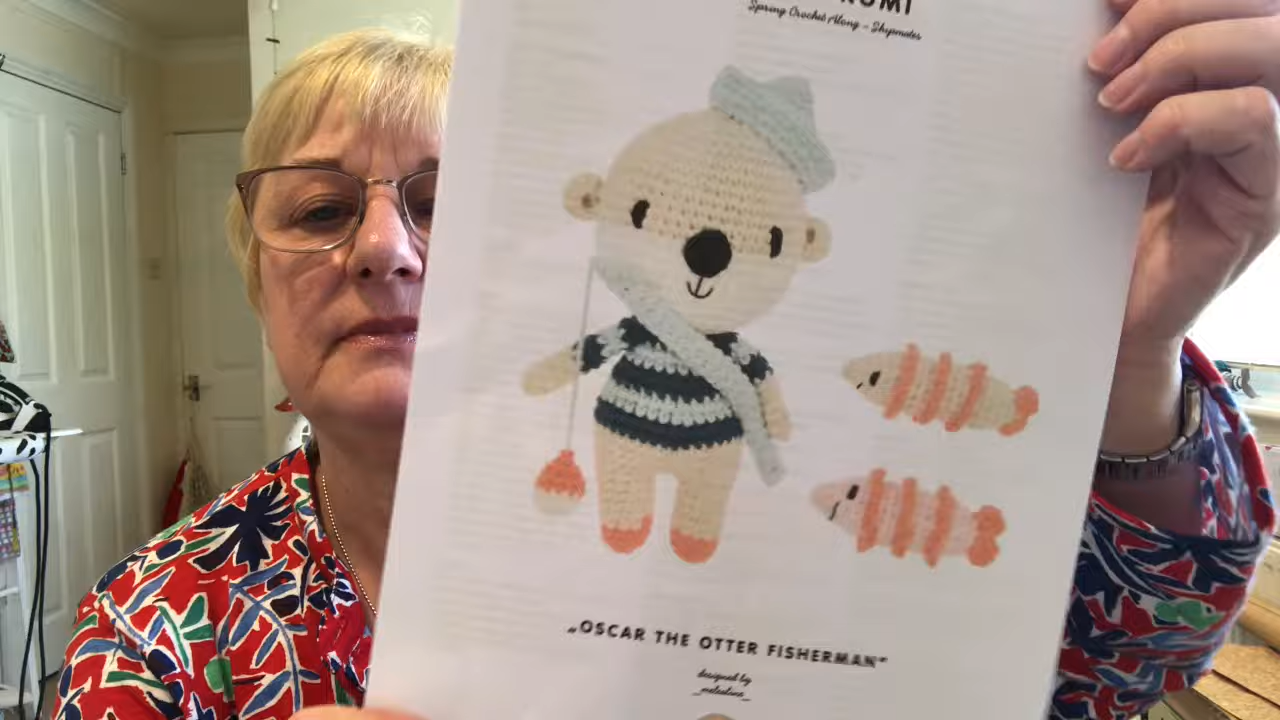 Spring Crochet Along - Shipmates
„OSCAR THE OTTER FISHERMAN"
designed by